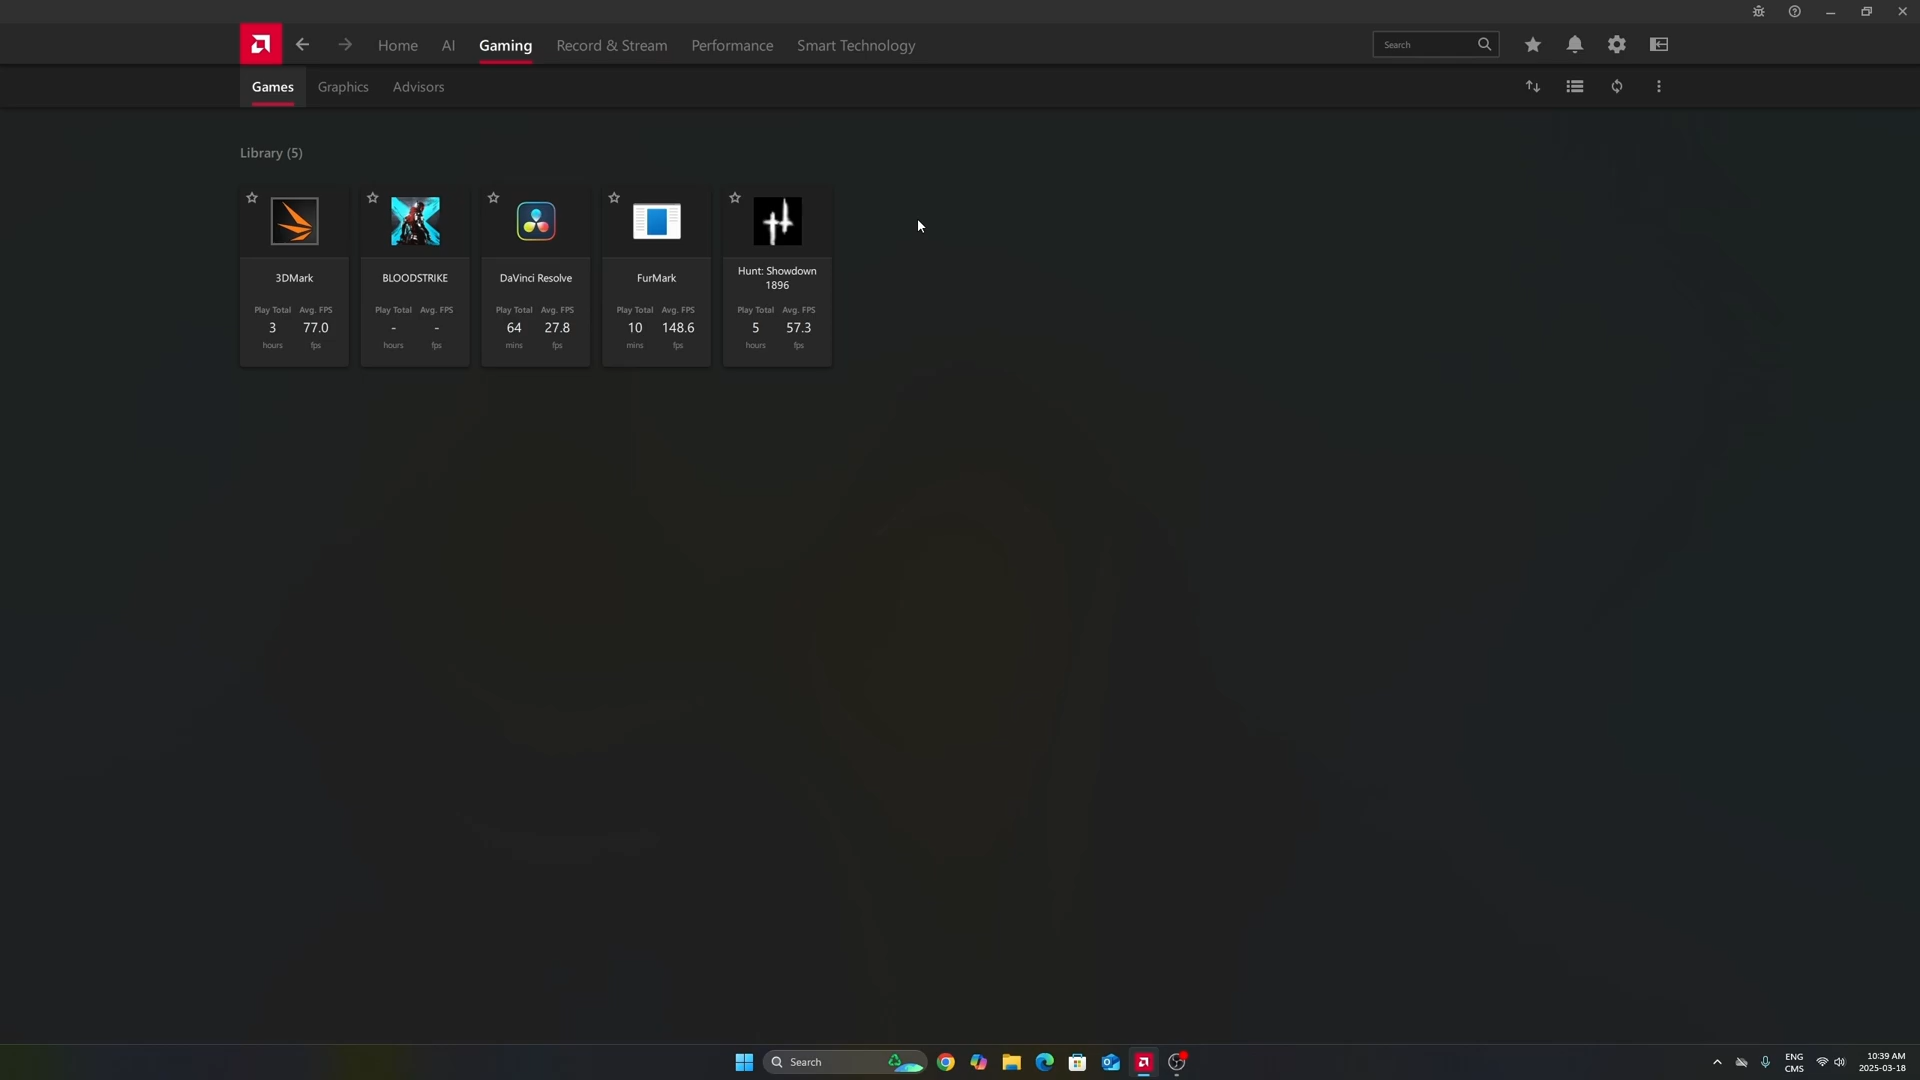 Home AI Gaming Record & Stream Performance Smart Technology Search
Games Graphics Advisors
Library (5)
3DMark
Play Total Avg. FPS
3 77.0
hours fps
BLOODSTRIKE
Play Total Avg. FPS
- -
hours fps
DaVinci Resolve
Play Total Avg. FPS
64 27.8
mins fps
FurMark
Play Total Avg. FPS
10 148.6
mins fps
Hunt: Showdown
1896
Play Total Avg. FPS
5 57.3
hours fps
Search
ENG
CMS
10:39 AM
2025-03-18